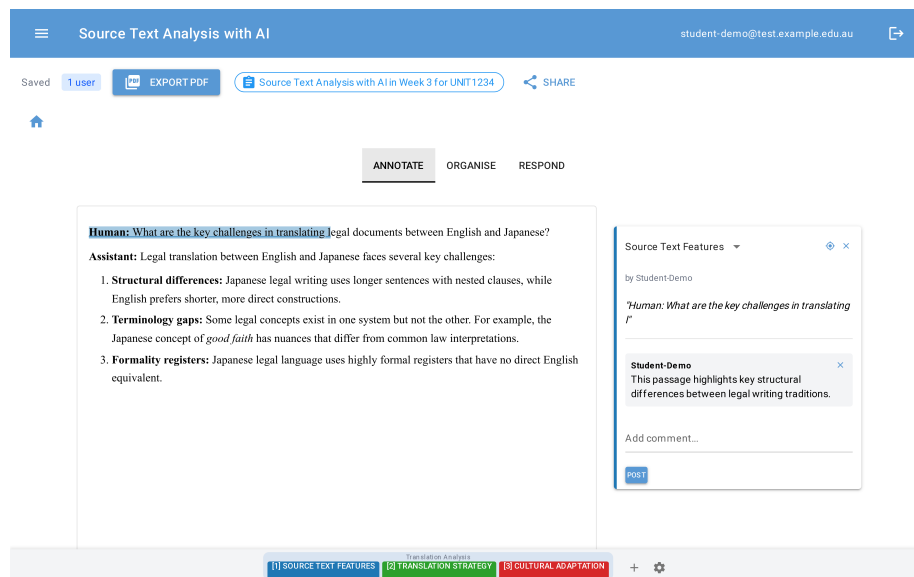 Source Text Analysis with AI
student-demo@test.example.edu.au
Saved
1 user
PDF
EXPORT PDF
Source Text Analysis with AI in Week 3 for UNIT1234
SHARE
ANNOTATE
ORGANISE
RESPOND
Human: What are the key challenges in translating legal documents between English and Japanese?
Assistant: Legal translation between English and Japanese faces several key challenges:
1. Structural differences: Japanese legal writing uses longer sentences with nested clauses, while
English prefers shorter, more direct constructions.
2. Terminology gaps: Some legal concepts exist in one system but not the other. For example, the
Japanese concept of good faith has nuances that differ from common law interpretations.
3. Formality registers: Japanese legal language uses highly formal registers that have no direct English
equivalent.
Source Text Features
by Student-Demo
"Human: What are the key challenges in translating
l"
Student-Demo
This passage highlights key structural
differences between legal writing traditions.
Add comment...
POST
Translation Analysis
[1] SOURCE TEXT FEATURES
[2] TRANSLATION STRATEGY
[3] CULTURAL ADAPTATION